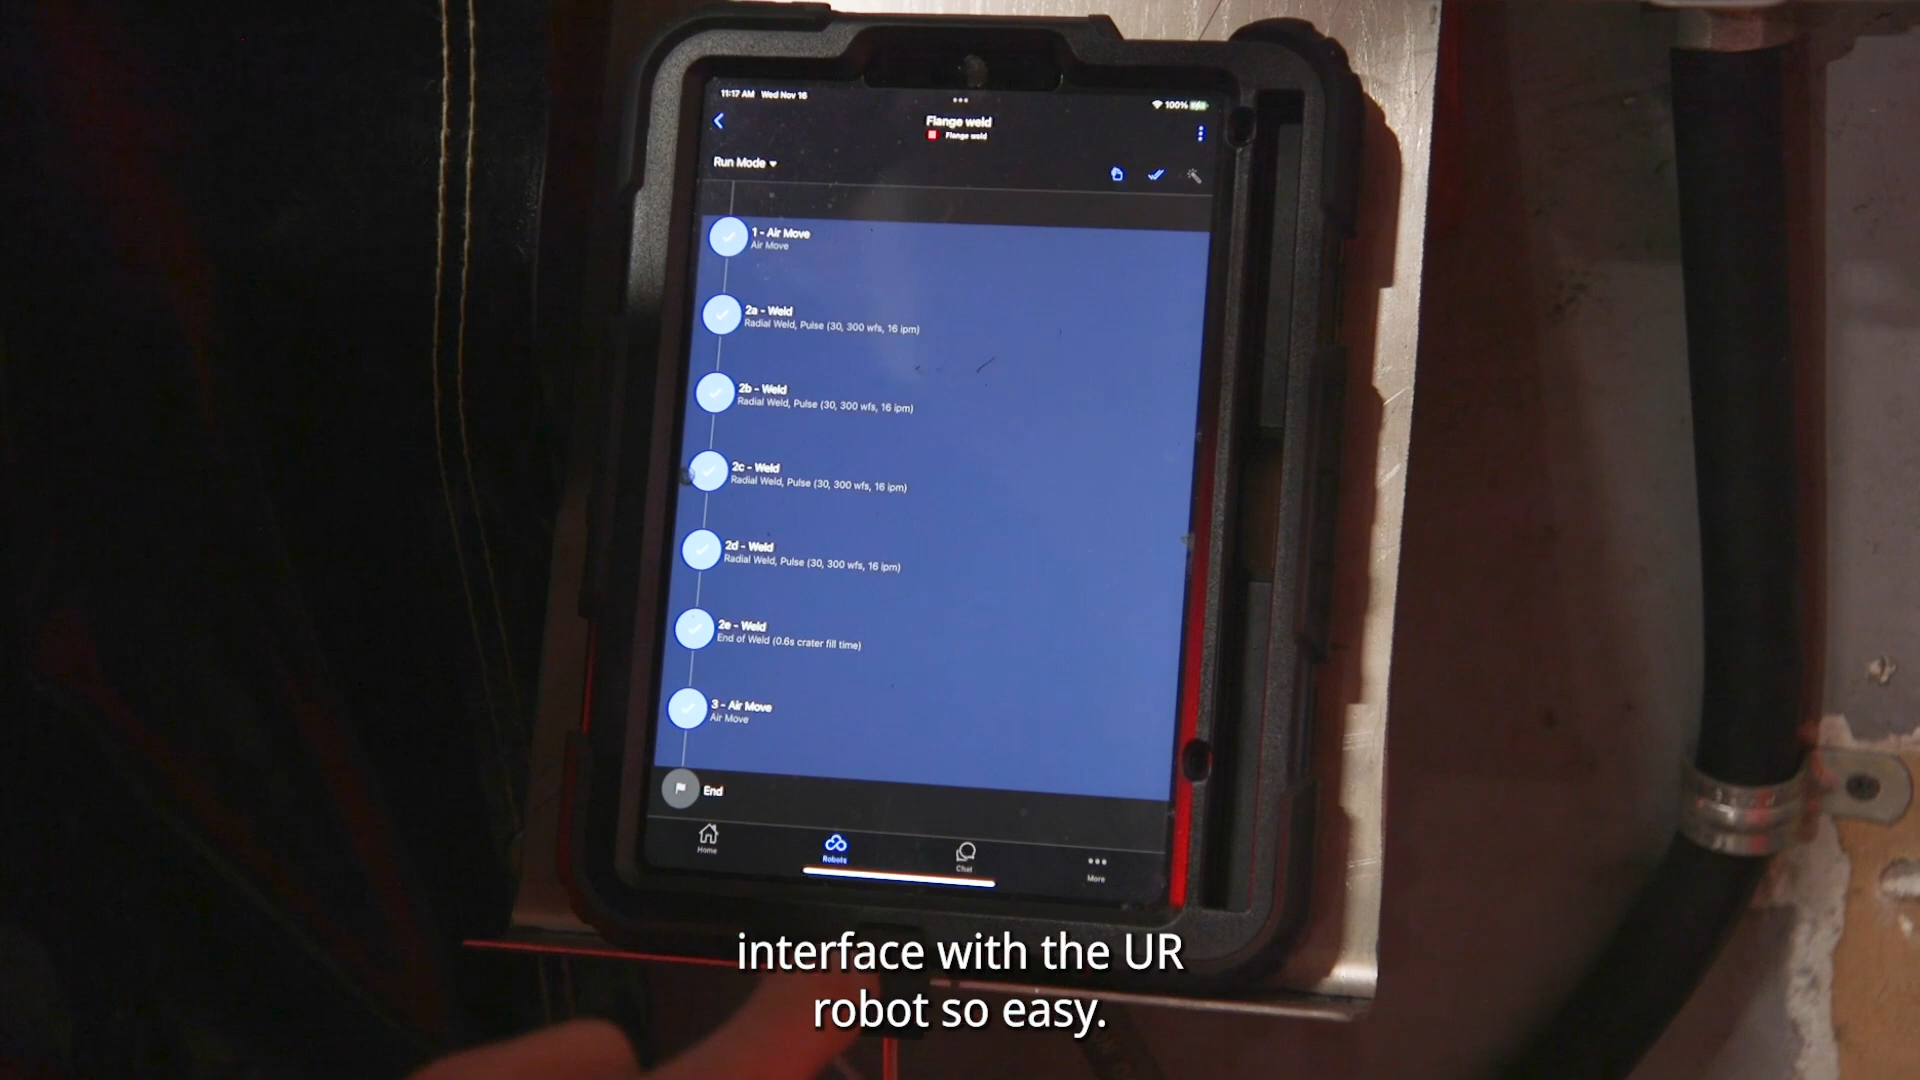 11:17 AM Wed Nov 16
100%
Flange weld
Flange weld
Run Mode
1 - Air Move
Air Move
2a - Weld
Radial Weld, Pulse (30, 300 wfs, 16 ipm)
2b - Weld
Radial Weld, Pulse (30, 300 wfs, 16 ipm)
2c - Weld
Radial Weld, Pulse (30, 300 wfs, 16 ipm)
2d - Weld
Radial Weld, Pulse (30, 300 wfs, 16 ipm)
2e - Weld
End of Weld (0.6s crater fill time)
3 - Air Move
Air Move
End
Home
Robots
Chat
More
interface with the UR
robot so easy.